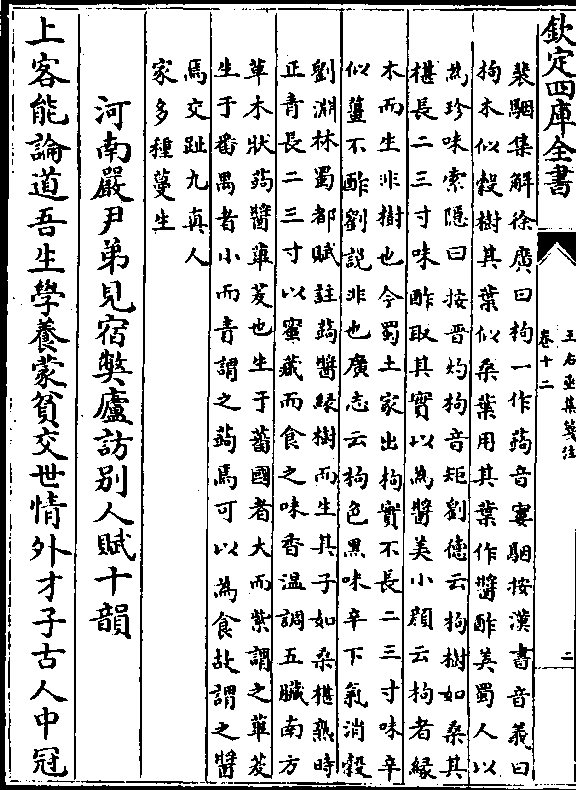 欽定四庫全書
王右丞集箋注
卷十二
二
裴駰集解徐廣曰枸一作蒟音寠駰按漢書音義曰
枸木似榖樹其葉似桑葉用其葉作醬酢美蜀人以
為珍味索隱曰按晉灼枸音矩劉德云枸樹如桑其
椹長二三寸味酢取其實以為醬美小顔云枸者緣
木而生非樹也今蜀土家出枸實不長二三寸味辛
似薑不酢劉說非也廣志云枸色黑味辛下氣消穀
劉淵林蜀都賦註蒟醬緣樹而生其子如桑椹熟時
正青長二三寸以蜜藏而食之味香温調五臟南方
草木狀蒟醬蓽茇也生于蕃國者大而紫謂之蓽茇
生于番禺者小而青謂之蒟焉可以為食故謂之醬
焉交趾九真人
家多種蔓生
河南嚴尹弟見宿弊廬訪别人賦十韻
上客能論道吾生學養蒙貧交世情外才子古人中冠